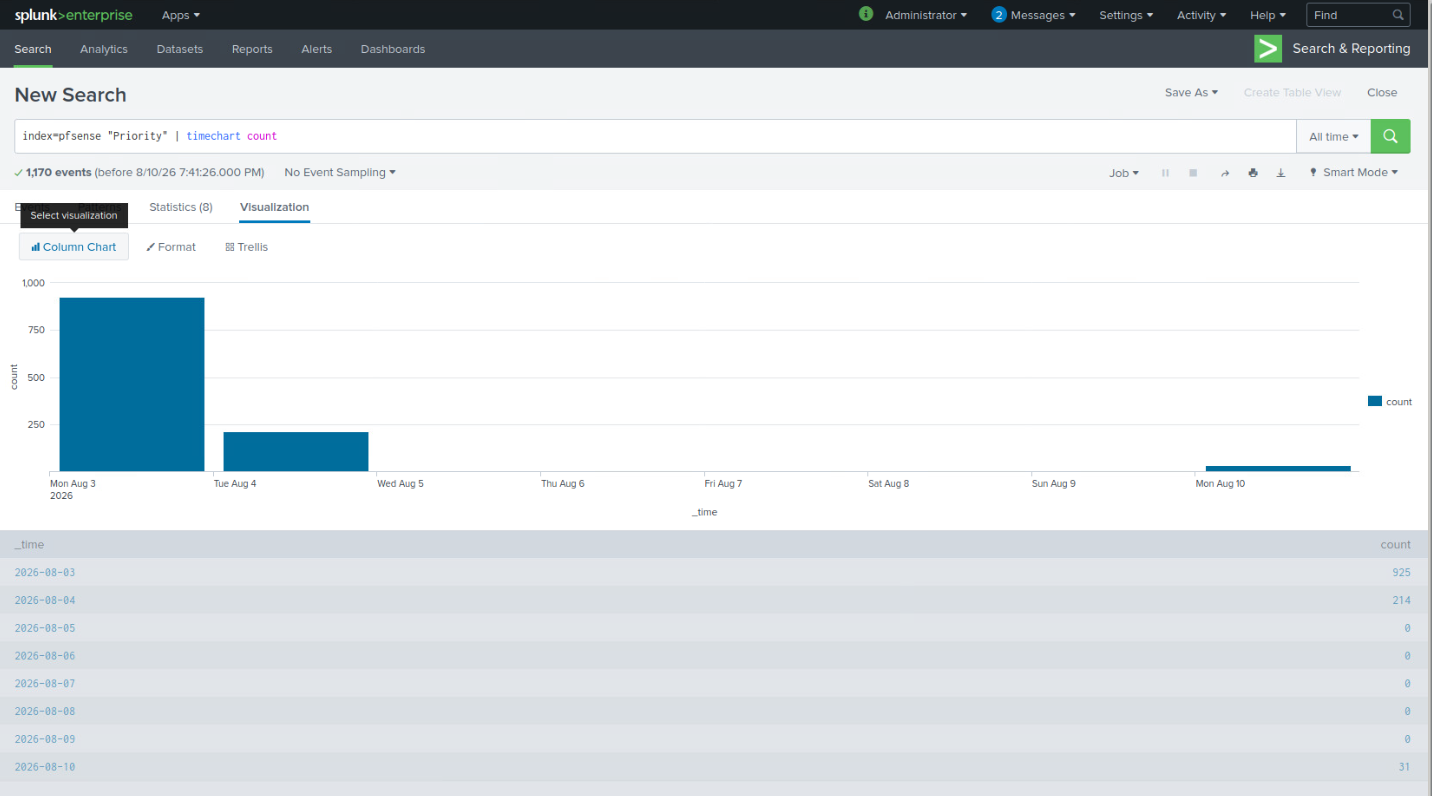 splunk>enterprise Apps i Administrator 2 Messages Settings Activity Help Find
Search Analytics Datasets Reports Alerts Dashboards Search & Reporting
New Search Save As Create Table View Close
index=pfsense "Priority" | timechart count All time
1,170 events (before 8/10/26 7:41:26.000 PM) No Event Sampling Job Smart Mode
Events Patterns Statistics (8) Visualization
Select visualization
Column Chart Format Trellis
1,000
750
500
250
count
count
Mon Aug 3 Tue Aug 4 Wed Aug 5 Thu Aug 6 Fri Aug 7 Sat Aug 8 Sun Aug 9 Mon Aug 10
2026
_time
_time count
2026-08-03 925
2026-08-04 214
2026-08-05 0
2026-08-06 0
2026-08-07 0
2026-08-08 0
2026-08-09 0
2026-08-10 31